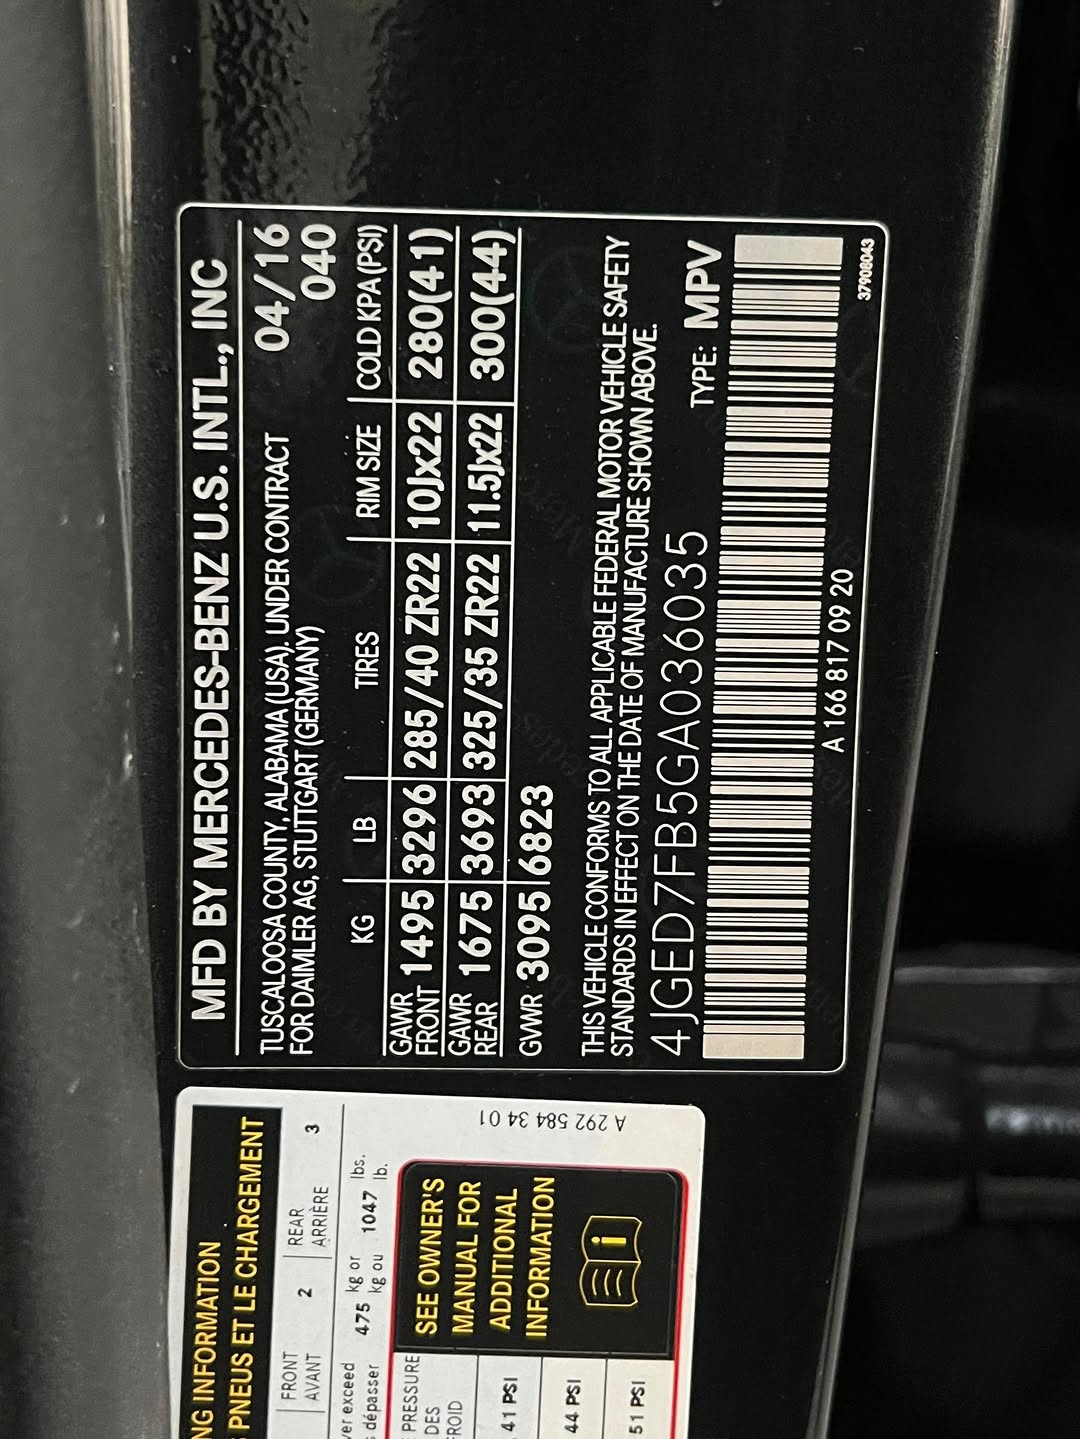 MFD BY MERCEDES-BENZ U.S. INTL., INC
TUSCALOOSA COUNTY, ALABAMA (USA), UNDER CONTRACT 04/16
FOR DAIMLER AG, STUTTGART (GERMANY) 040
KG LB TIRES RIM SIZE COLD KPA (PSI)
GAWR FRONT 1495 3296 285/40 ZR22 10Jx22 280(41)
GAWR REAR 1675 3693 325/35 ZR22 11.5Jx22 300(44)
GVWR 3095 6823
THIS VEHICLE CONFORMS TO ALL APPLICABLE FEDERAL MOTOR VEHICLE SAFETY
STANDARDS IN EFFECT ON THE DATE OF MANUFACTURE SHOWN ABOVE.
4JGED7FB5GA036035 TYPE: MPV
A 166 817 09 20
37908043
INFORMATION
PNEUS ET LE CHARGEMENT
FRONT 2 REAR 3
AVANT ARRIÈRE
exceed 475 kg or 1047 lbs.
dépasser kg ou lb.
PRESSURE
DES
41 PSI
44 PSI
51 PSI
SEE OWNER'S
MANUAL FOR
ADDITIONAL
INFORMATION
A 292 584 34 01